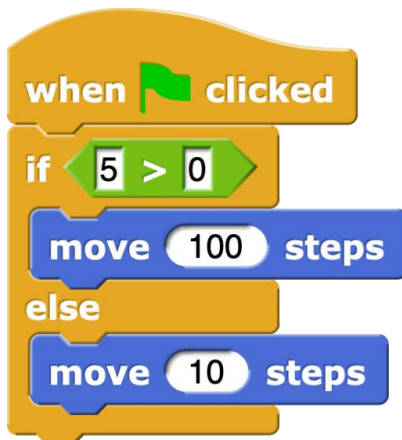 when clicked
if 5 > 0
move 100 steps
else
move 10 steps